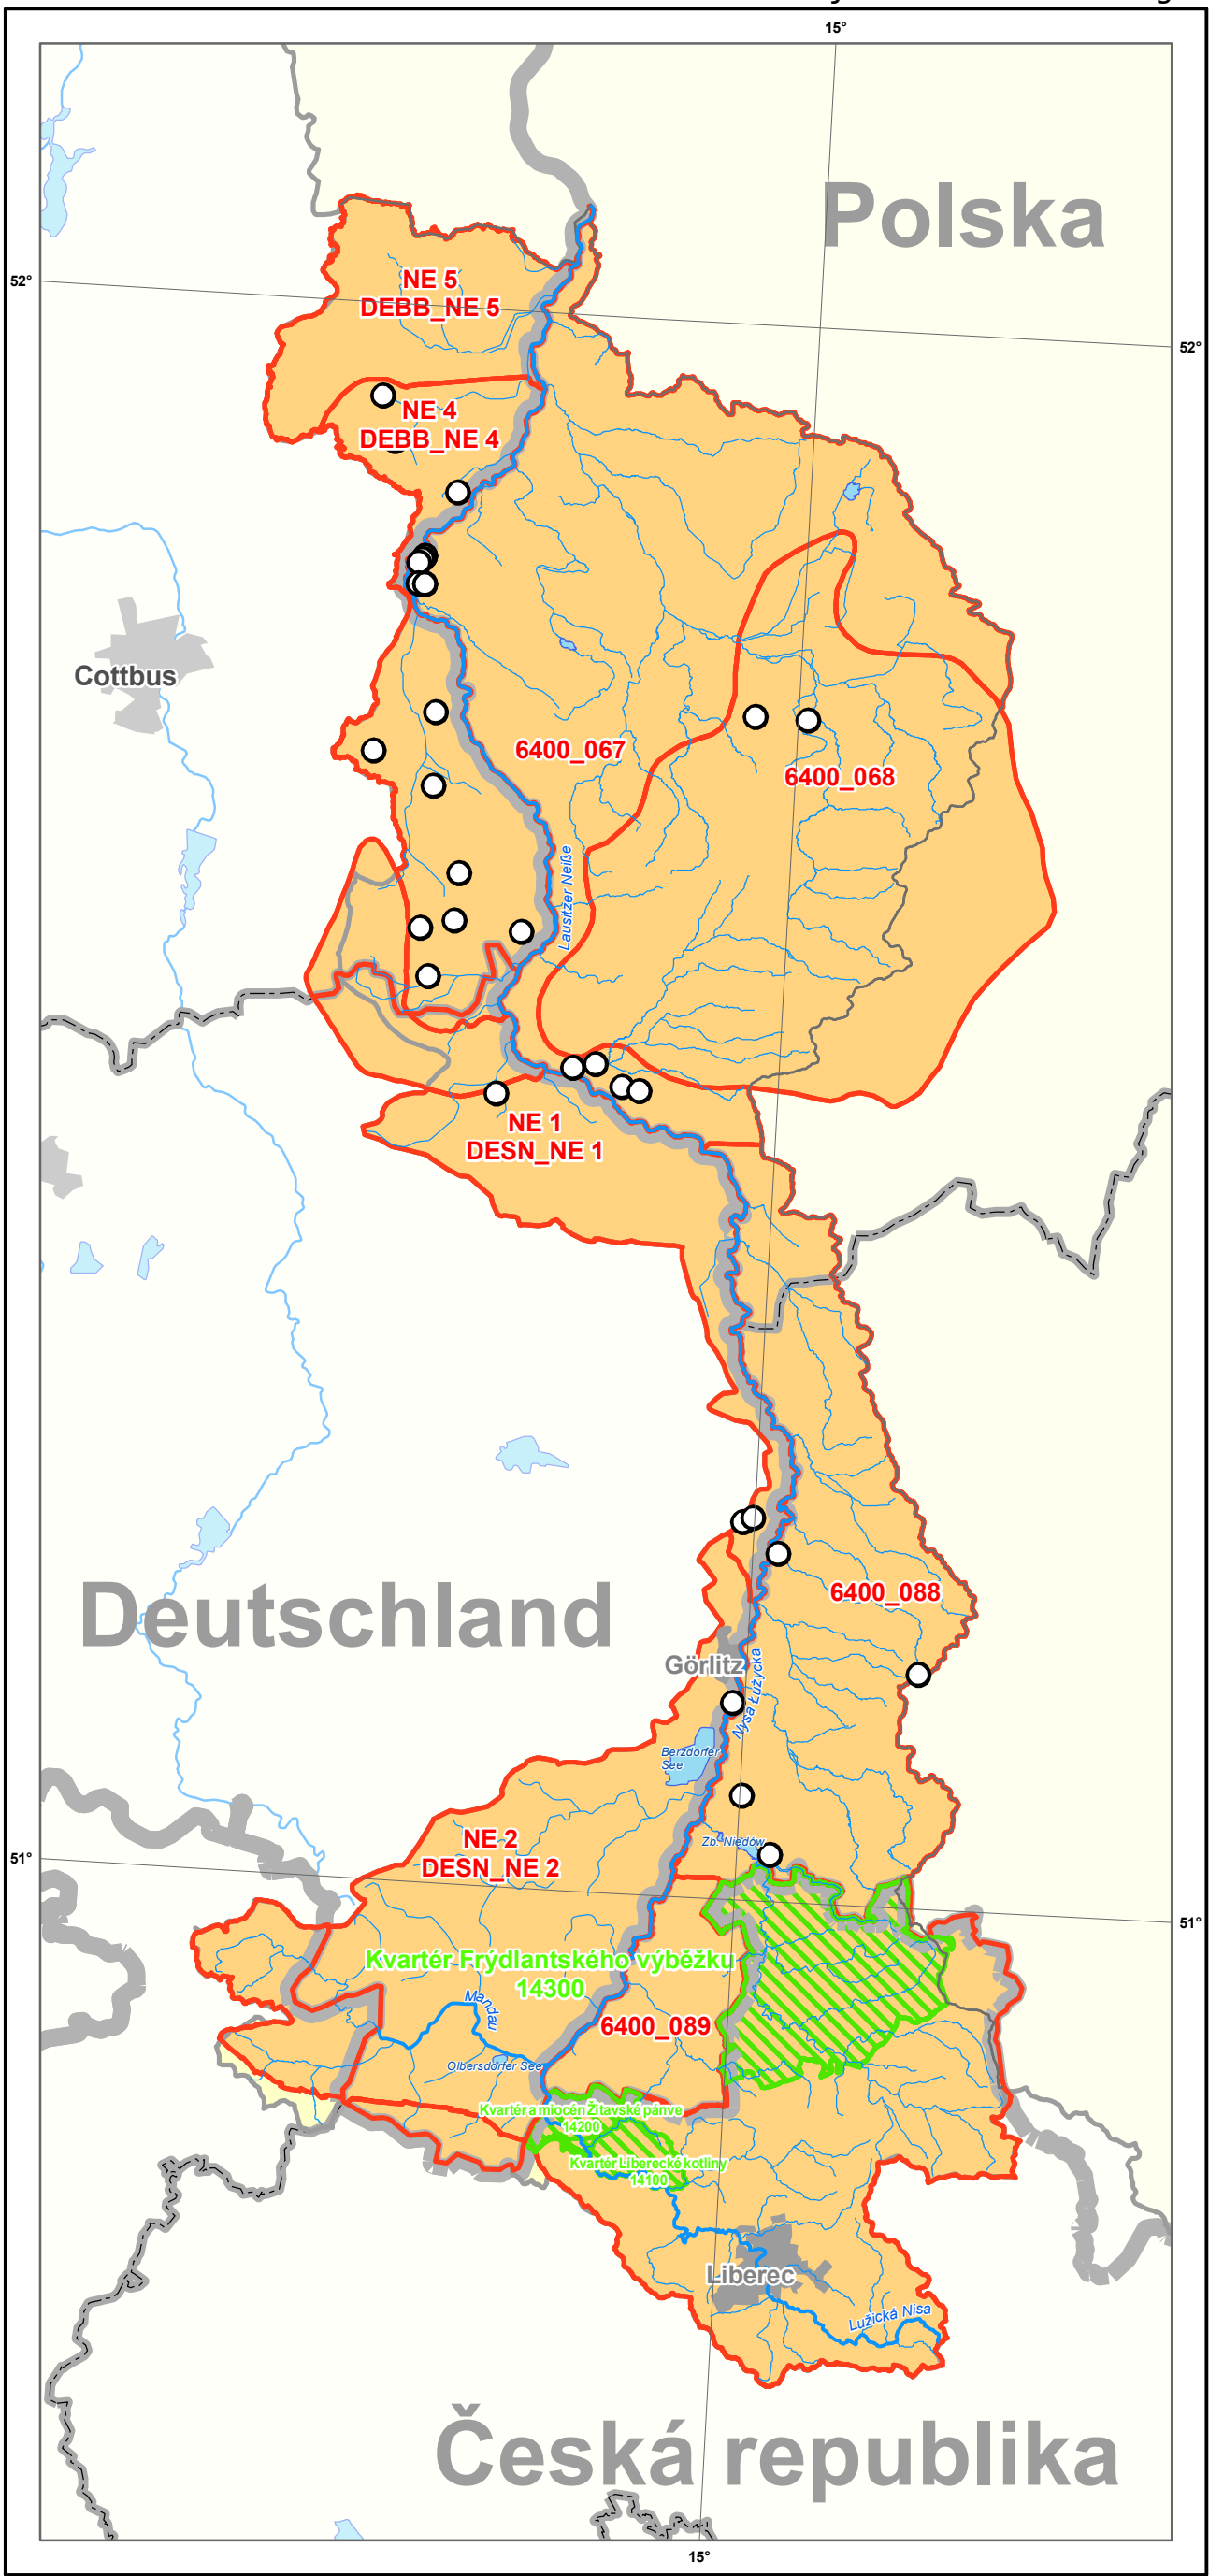 15°
Polska
52°
NE 5
DEBB_NE 5
52°
NE 4
DEBB_NE 4
Cottbus
6400_067
6400_068
Lausitzer Neiße
NE 1
DESN_NE 1
Deutschland
6400_088
Görlitz
Nysa Łużycka
Berzdorfer
See
NE 2
DESN_NE 2
Zb. Niedów
51°
51°
Kvartér Frýdlantského výběžku
14300
Mandau
6400_089
Olbersdorfer See
Kvartér a miocén Žitavské pánve
14200
Kvartér Liberecké kotliny
14100
Liberec
Lužická Nisa
Česká republika
15°